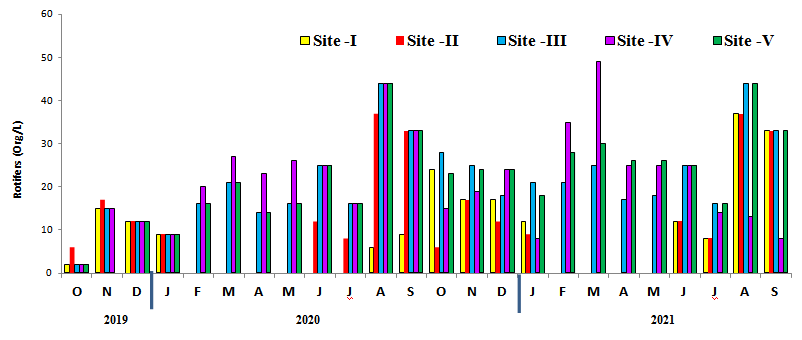 60
50
40
30
20
10
0
Rotifers (Org/L)
Site -I Site -II Site -III Site -IV Site -V
O N D J F M A M J J A S O N D J F M A M J J A S
2019 2020 2021